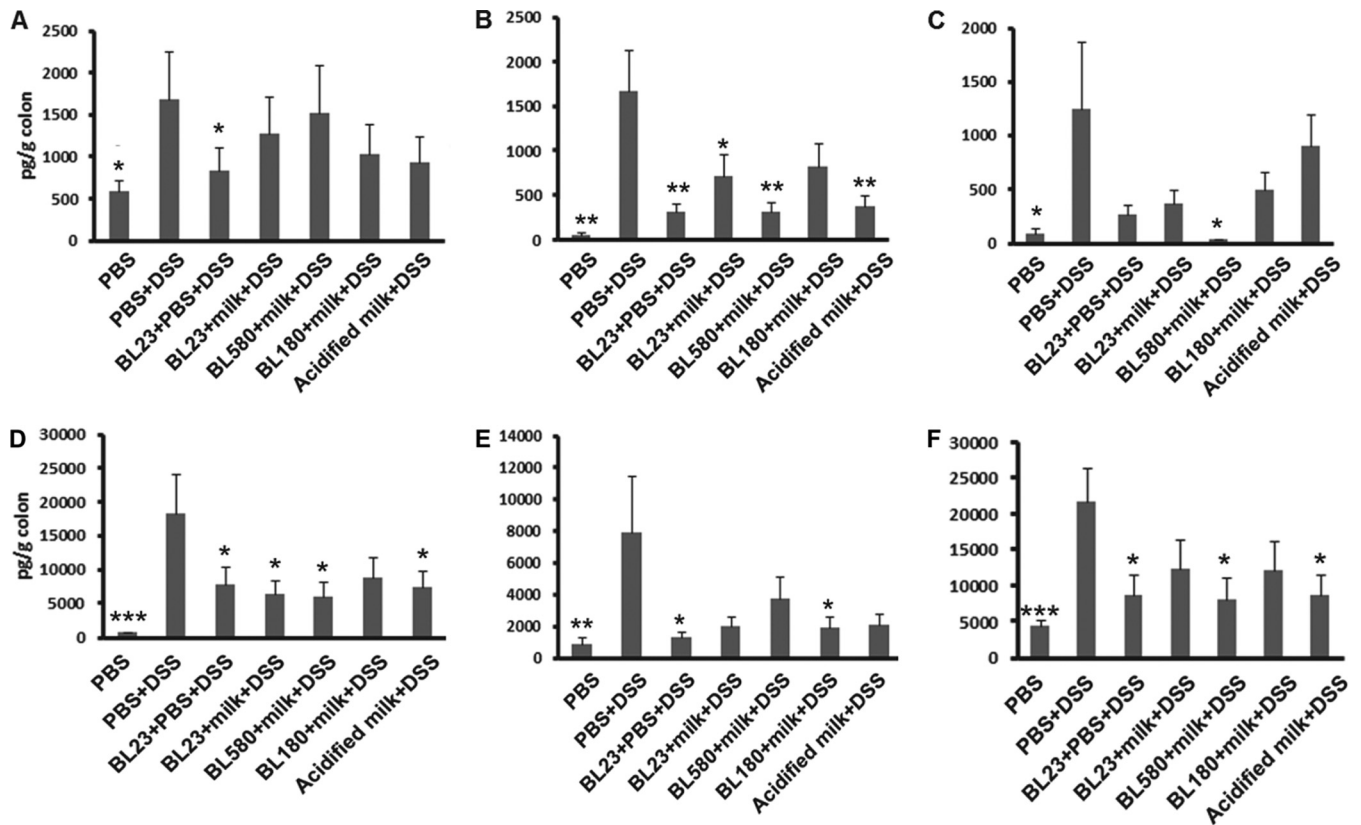 A
2500
2000
1500
1000
500
0
pg/g colon
*
*
PBS
PBS+DSS
BL23+PBS+DSS
BL23+milk+DSS
BL580+milk+DSS
BL180+milk+DSS
Acidified milk+DSS
B
2500
2000
1500
1000
500
0
**
**
*
**
**
PBS
PBS+DSS
BL23+PBS+DSS
BL23+milk+DSS
BL580+milk+DSS
BL180+milk+DSS
Acidified milk+DSS
C
2000
1500
1000
500
0
*
*
PBS
PBS+DSS
BL23+PBS+DSS
BL23+milk+DSS
BL580+milk+DSS
BL180+milk+DSS
Acidified milk+DSS
D
30000
25000
20000
15000
10000
5000
0
pg/g colon
***
*
*
*
*
PBS
PBS+DSS
BL23+PBS+DSS
BL23+milk+DSS
BL580+milk+DSS
BL180+milk+DSS
Acidified milk+DSS
E
14000
12000
10000
8000
6000
4000
2000
0
**
*
*
PBS
PBS+DSS
BL23+PBS+DSS
BL23+milk+DSS
BL580+milk+DSS
BL180+milk+DSS
Acidified milk+DSS
F
30000
25000
20000
15000
10000
5000
0
***
*
*
*
PBS
PBS+DSS
BL23+PBS+DSS
BL23+milk+DSS
BL580+milk+DSS
BL180+milk+DSS
Acidified milk+DSS